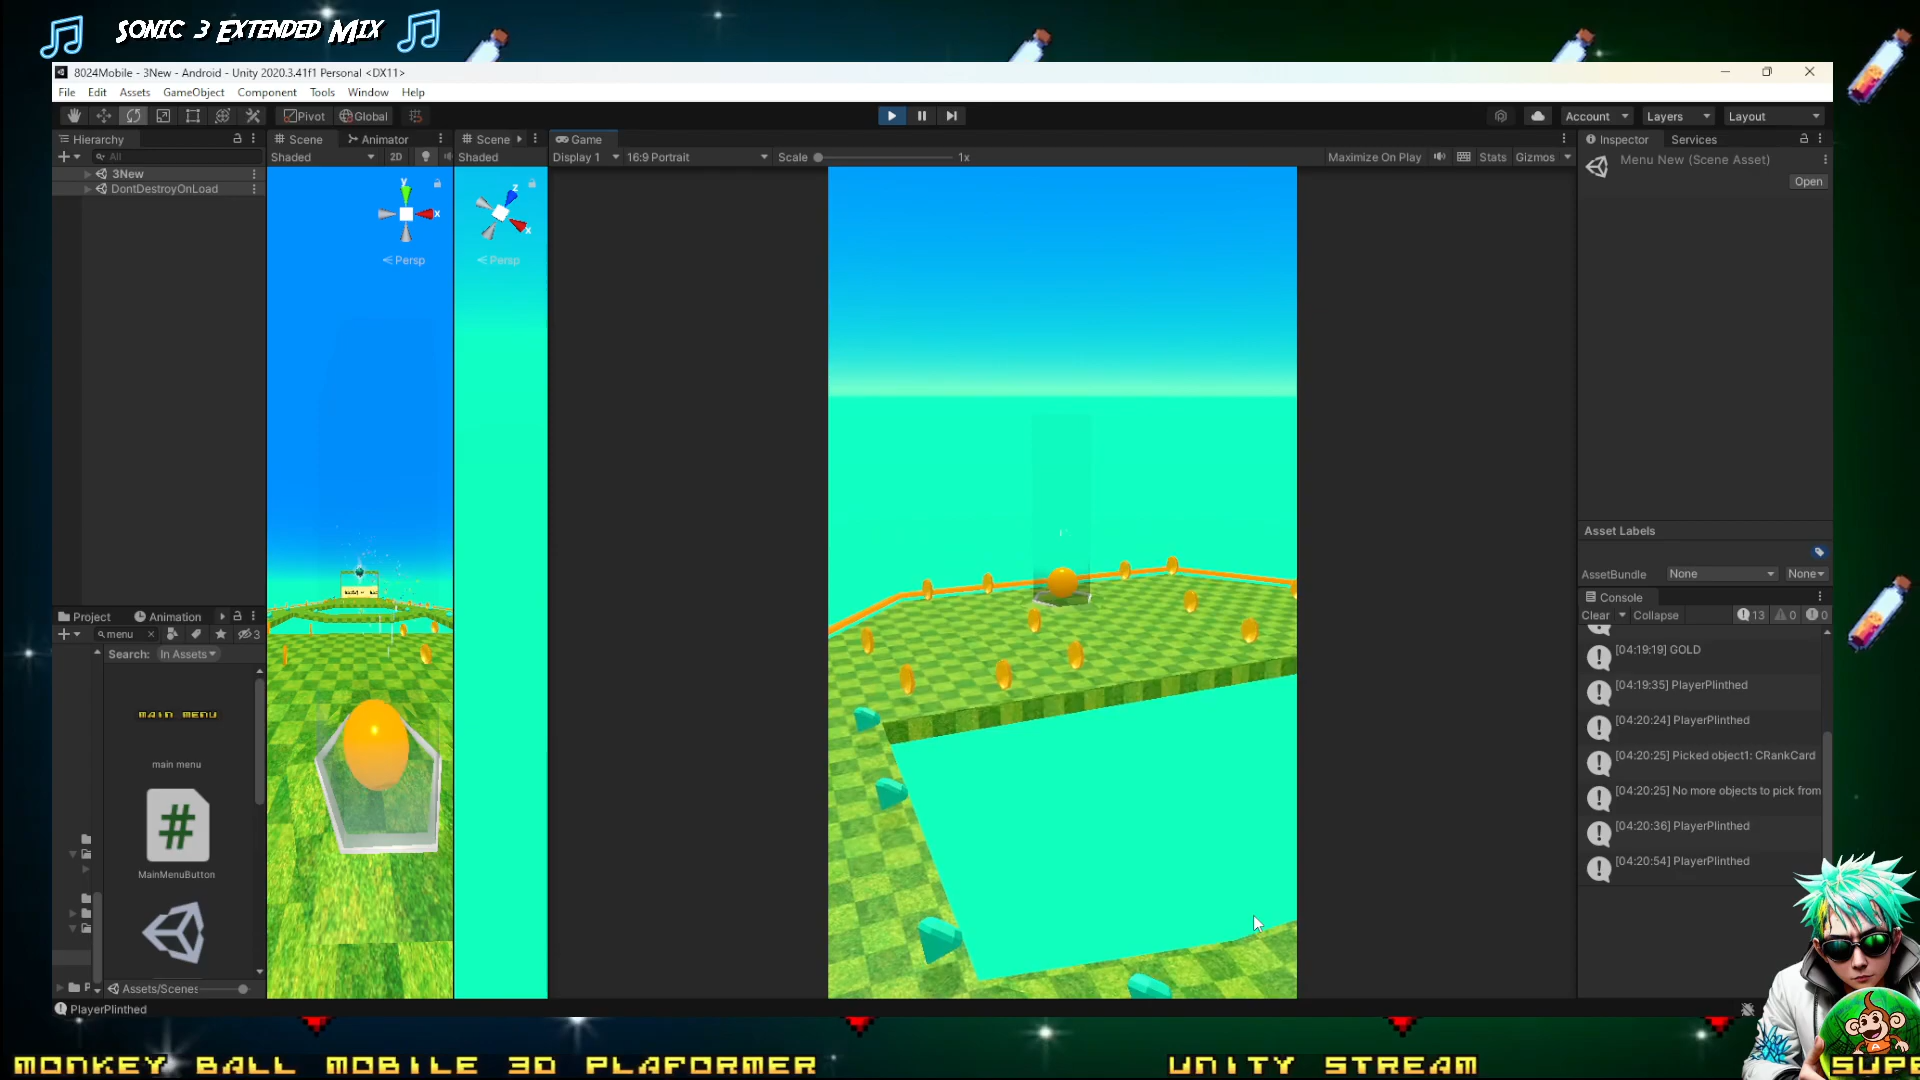 Sonic 3 Extended Mix
8024Mobile - 3New - Android - Unity 2020.3.41f1 Personal <DX11>
File Edit Assets GameObject Component Tools Window Help
Pivot Global Account Layers Layout
Hierarchy Scene Animator Scene Game Inspector Services
All Shaded 2D Shaded Display 1 16:9 Portrait Scale 1x Maximize On Play Stats Gizmos
Menu New (Scene Asset)
Open
3New
DontDestroyOnLoad
y x z x
Persp Persp
Asset Labels
AssetBundle None None
Console
Clear Collapse 13 0 0
[04:19:19] GOLD
[04:19:35] PlayerPlinthed
[04:20:24] PlayerPlinthed
[04:20:25] Picked object1: CRankCard
[04:20:25] No more objects to pick from
[04:20:36] PlayerPlinthed
[04:20:54] PlayerPlinthed
Project Animation
menu 3
Search: In Assets
MAIN MENU
main menu
#
MainMenuButton
P Assets/Scenes
PlayerPlinthed
MONKEY BALL MOBILE 3D PLAFORMER UNITY STREAM SUPE